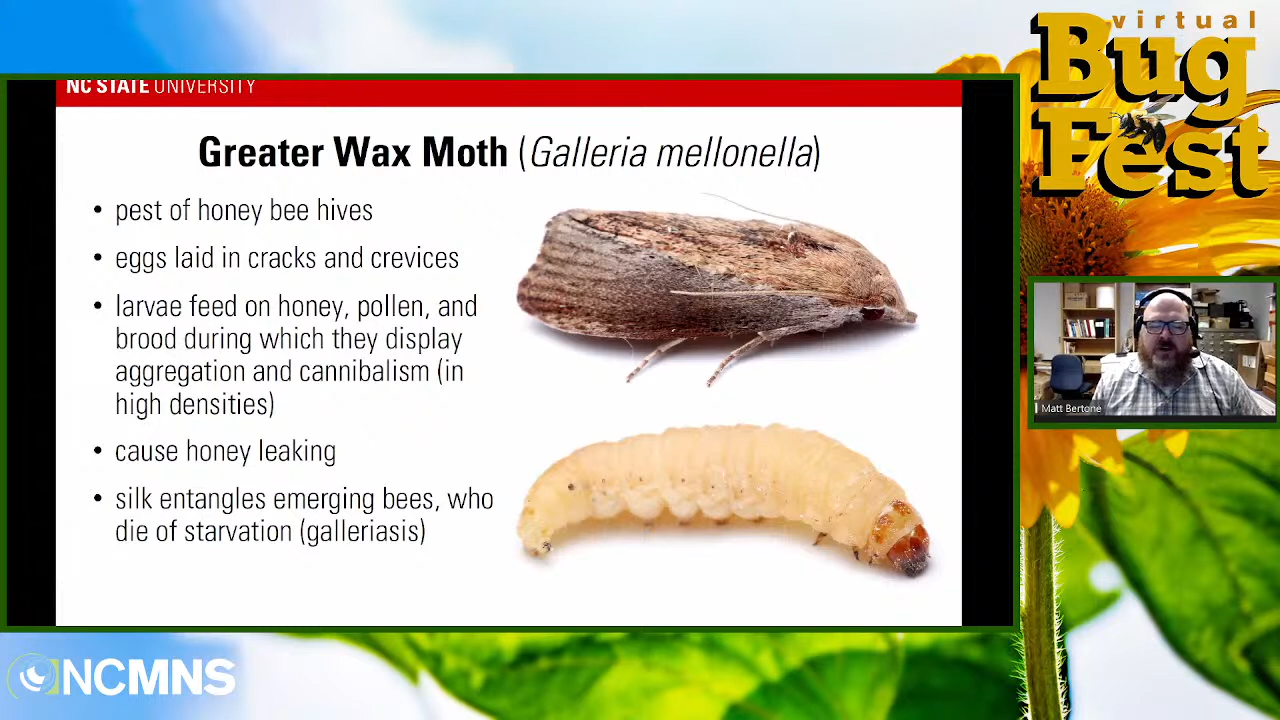 virtual
Bug
Fest
NC STATE UNIVERSITY
Greater Wax Moth (Galleria mellonella)
• pest of honey bee hives
• eggs laid in cracks and crevices
• larvae feed on honey, pollen, and
brood during which they display
aggregation and cannibalism (in
high densities)
• cause honey leaking
• silk entangles emerging bees, who
die of starvation (galleriasis)
Matt Bertone
NCMNS